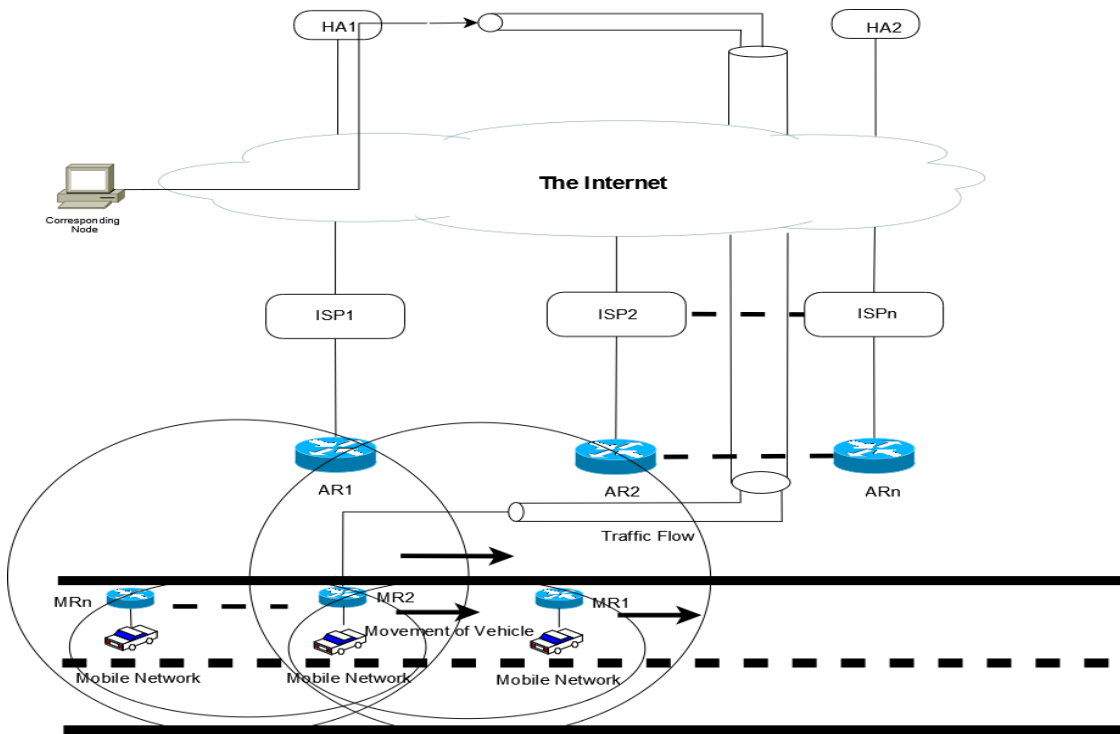 HA1
HA2
The Internet
Corresponding
Node
ISP1
ISP2
ISPn
AR1
AR2
ARn
Traffic Flow
MRn
MR2
MR1
Movement of Vehicle
Mobile Network
Mobile Network
Mobile Network